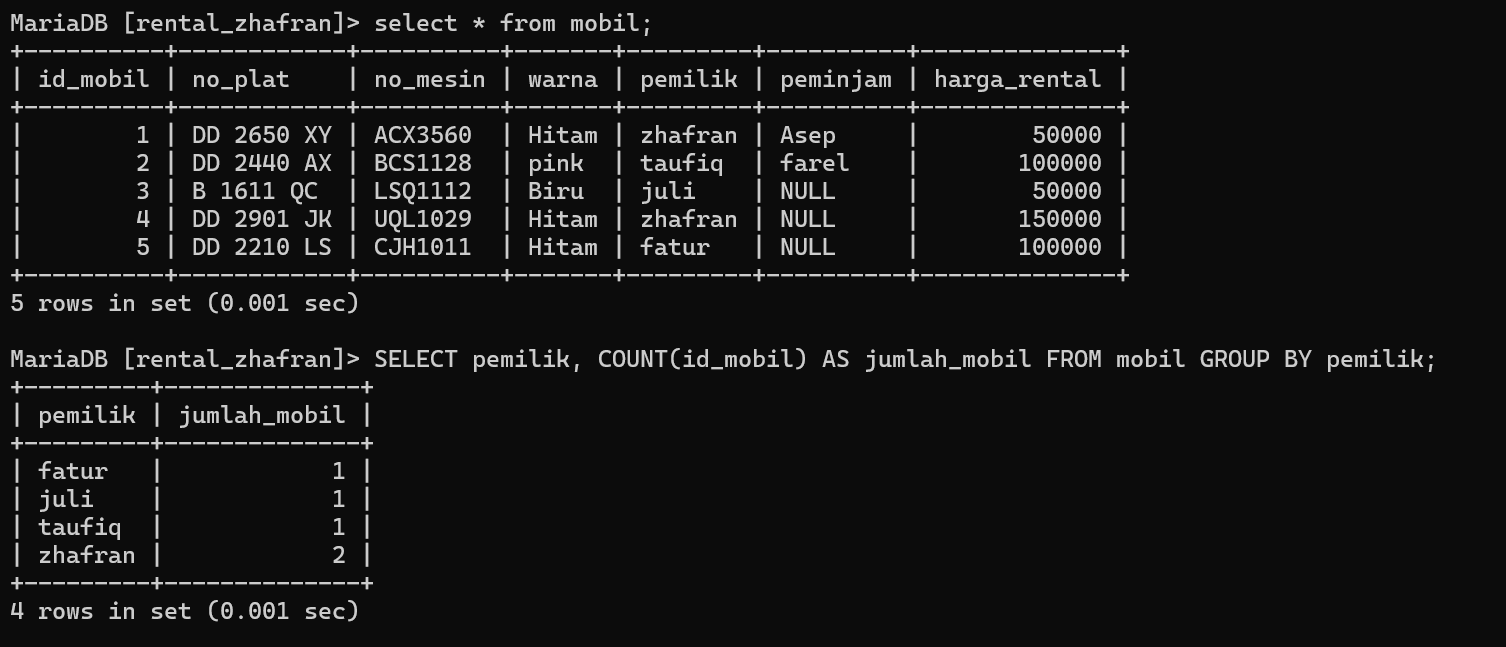 MariaDB [rental_zhafran]> select * from mobil;
+----------+-------------+----------+-------+---------+----------+--------------+
| id_mobil | no_plat    | no_mesin | warna | pemilik | peminjam | harga_rental |
+----------+-------------+----------+-------+---------+----------+--------------+
|        1 | DD 2650 XY | ACX3560  | Hitam | zhafran | Asep     |        50000 |
|        2 | DD 2440 AX | BCS1128  | pink  | taufiq  | farel    |       100000 |
|        3 | B 1611 QC  | LSQ1112  | Biru  | juli    | NULL     |        50000 |
|        4 | DD 2901 JK | UQL1029  | Hitam | zhafran | NULL     |       150000 |
|        5 | DD 2210 LS | CJH1011  | Hitam | fatur   | NULL     |       100000 |
+----------+-------------+----------+-------+---------+----------+--------------+
5 rows in set (0.001 sec)
MariaDB [rental_zhafran]> SELECT pemilik, COUNT(id_mobil) AS jumlah_mobil FROM mobil GROUP BY pemilik;
+---------+--------------+
| pemilik | jumlah_mobil |
+---------+--------------+
| fatur   |            1 |
| juli    |            1 |
| taufiq  |            1 |
| zhafran |            2 |
+---------+--------------+
4 rows in set (0.001 sec)